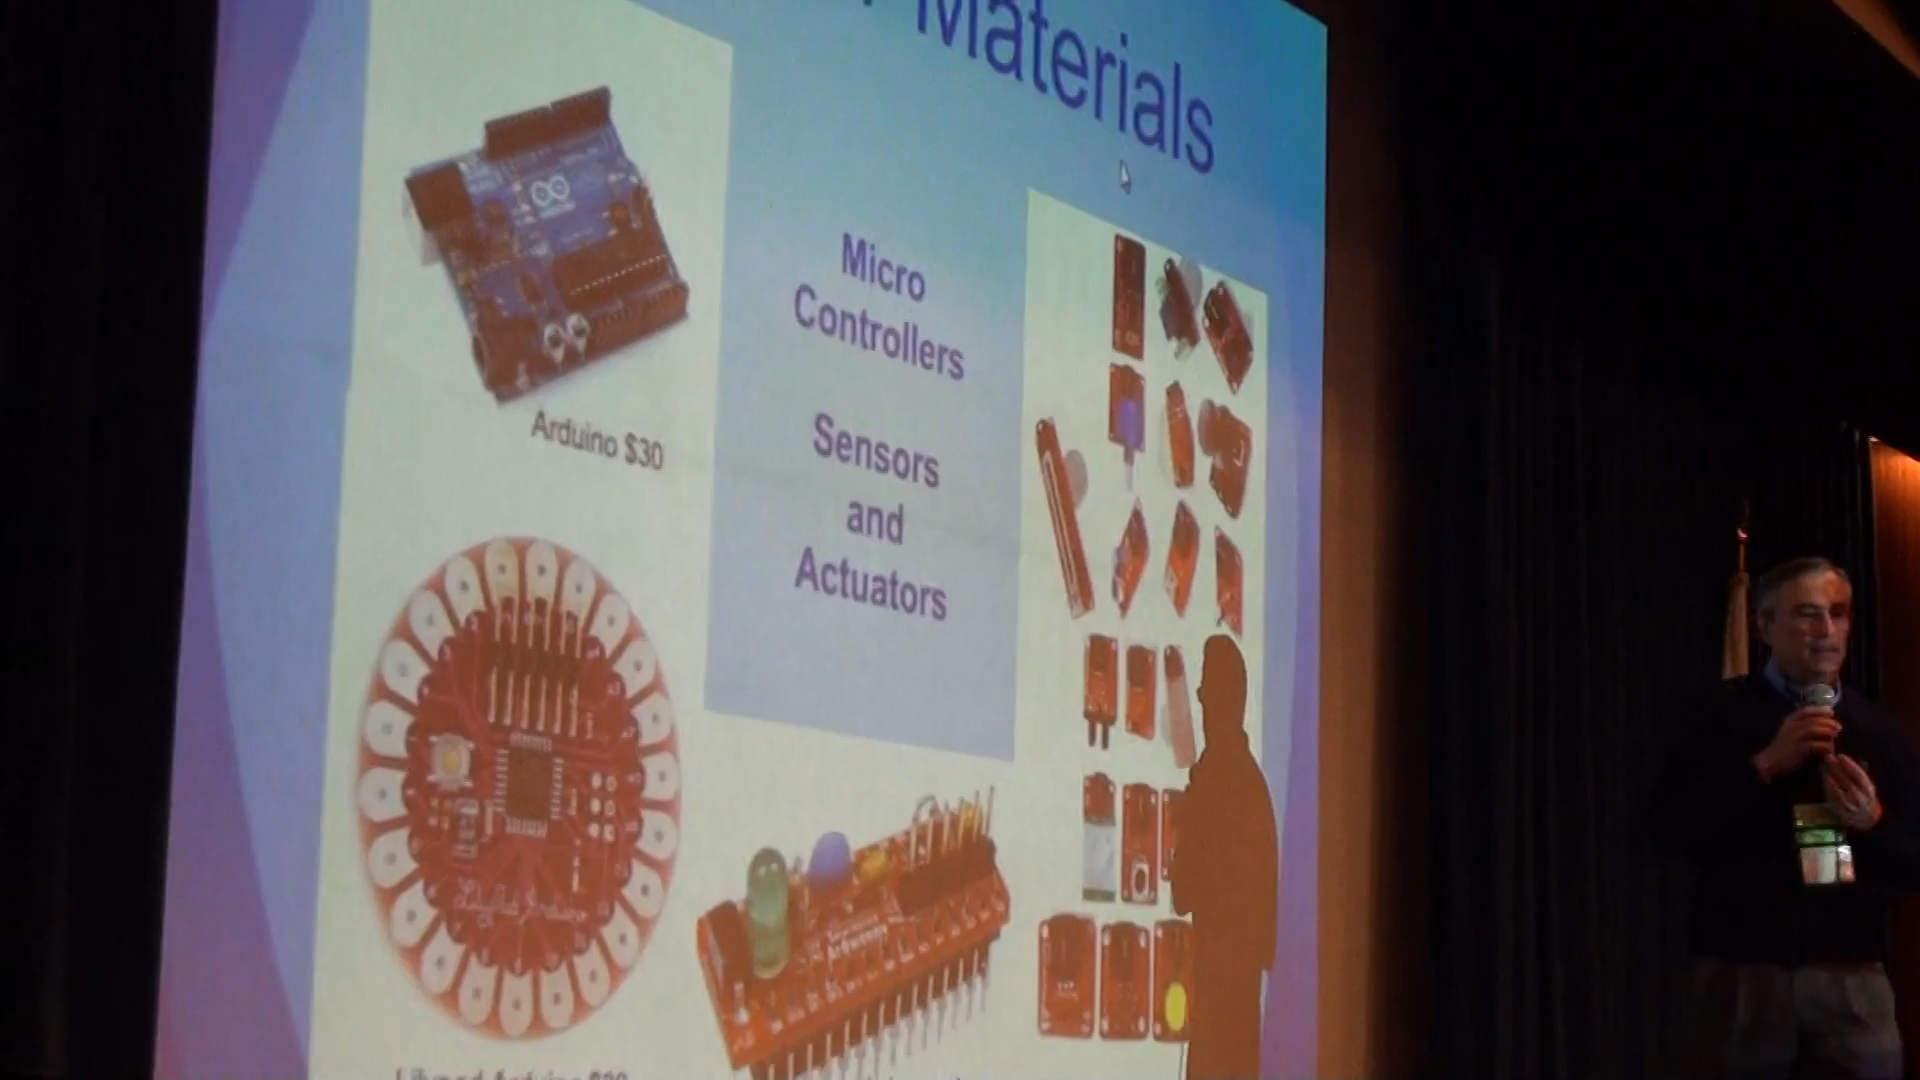 Materials
Micro
Controllers
Sensors
and
Actuators
Arduino $30